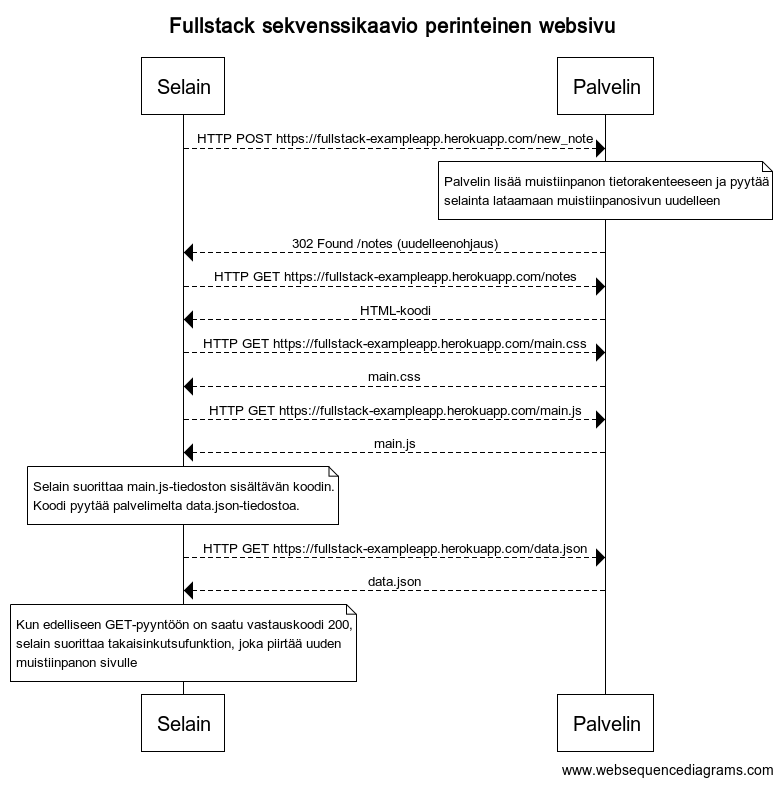 Fullstack sekvenssikaavio perinteinen websivu
Selain
Palvelin
HTTP POST https://fullstack-exampleapp.herokuapp.com/new_note
Palvelin lisää muistiinpanon tietorakenteeseen ja pyytää
selainta lataamaan muistiinpanosivun uudelleen
302 Found /notes (uudelleenohjaus)
HTTP GET https://fullstack-exampleapp.herokuapp.com/notes
HTML-koodi
HTTP GET https://fullstack-exampleapp.herokuapp.com/main.css
main.css
HTTP GET https://fullstack-exampleapp.herokuapp.com/main.js
main.js
Selain suorittaa main.js-tiedoston sisältävän koodin.
Koodi pyytää palvelimelta data.json-tiedostoa.
HTTP GET https://fullstack-exampleapp.herokuapp.com/data.json
data.json
Kun edelliseen GET-pyyntöön on saatu vastauskoodi 200,
selain suorittaa takaisinkutsufunktion, joka piirtää uuden
muistiinpanon sivulle
Selain
Palvelin
www.websequencediagrams.com